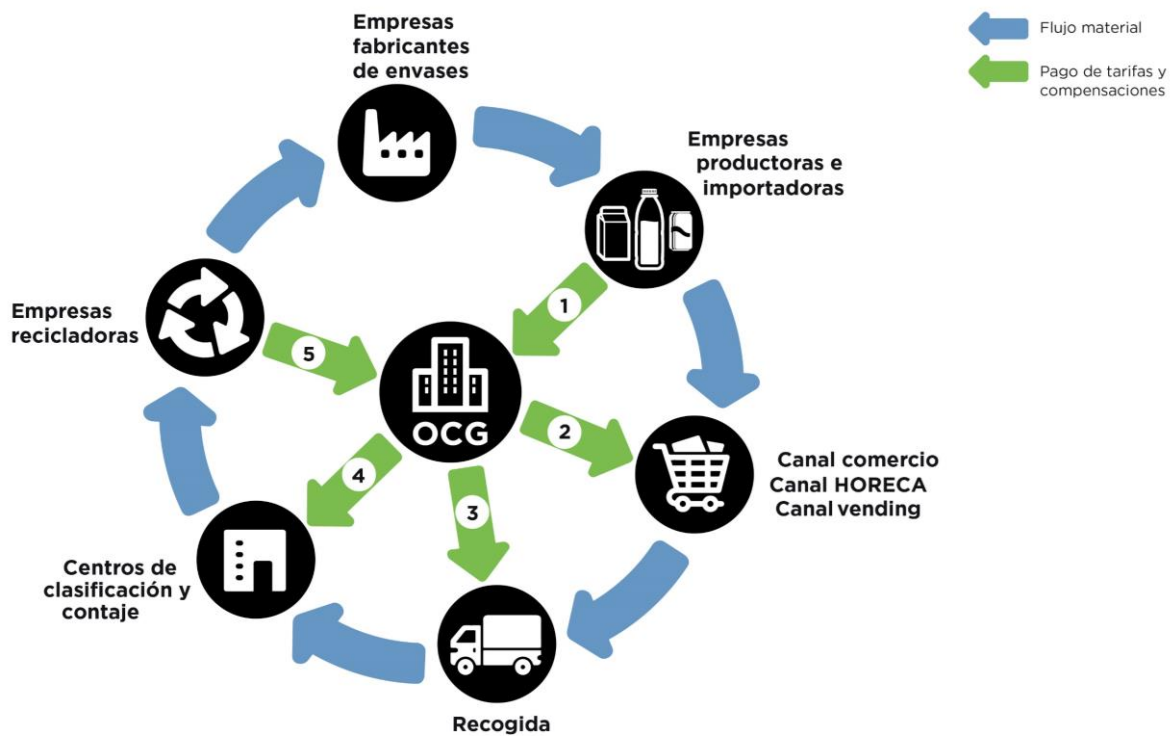 Empresas
fabricantes
de envases
Flujo material
Pago de tarifas y
compensaciones
Empresas
productoras e
importadoras
1
Empresas
recicladoras
5
OCG
2
Canal comercio
Canal HORECA
Canal vending
4
3
Centros de
clasificación y
contaje
Recogida